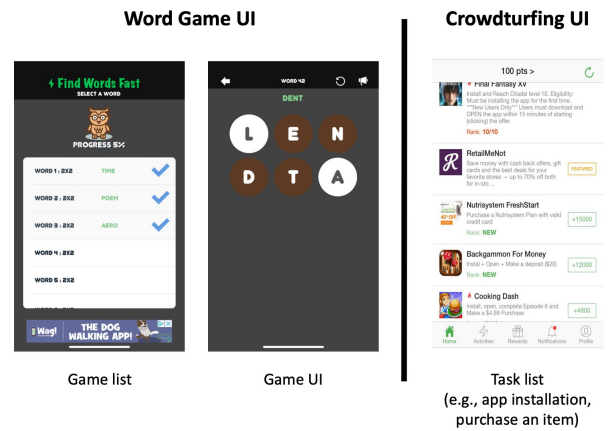 Word Game UI
Crowdturfing UI
Find Words Fast
SELECT A WORD
PROGRESS 5%
WORD 1 : 2X2 TIME
WORD 2 : 2X2 POEM
WORD 3 : 2X2 AERO
WORD 4 : 2X2
WORD 5 : 2X2
Wag!
THE DOG
WALKING APP!
WORD 42
DENT
L E N
D T A
100 pts >
Final Fantasy XV
Install and Reach Citadel level 10. Eligibility:
Must be installing the app for the first time.
***New Users Only*** Users must download and
OPEN the app within 15 minutes of starting
(clicking) the offer.
Rank: 10/10
RetailMeNot
Save money with cash back offers, gift
cards and the best deals for your
favorite stores — up to 70% off both
for in-sto ...
FEATURED
Nutrisystem FreshStart
Purchase a Nutrisystem Plan with valid
credit card
Rank: NEW
+15000
40% OFF
Backgammon For Money
Instal + Open + Make a deposit ($20)
Rank: NEW
+12000
Cooking Dash
Install, open, complete Episode 6 and
Make a $4.99 Purchase
+4800
Home Activities Rewards Notifications Profile
Game list
Game UI
Task list
(e.g., app installation,
purchase an item)